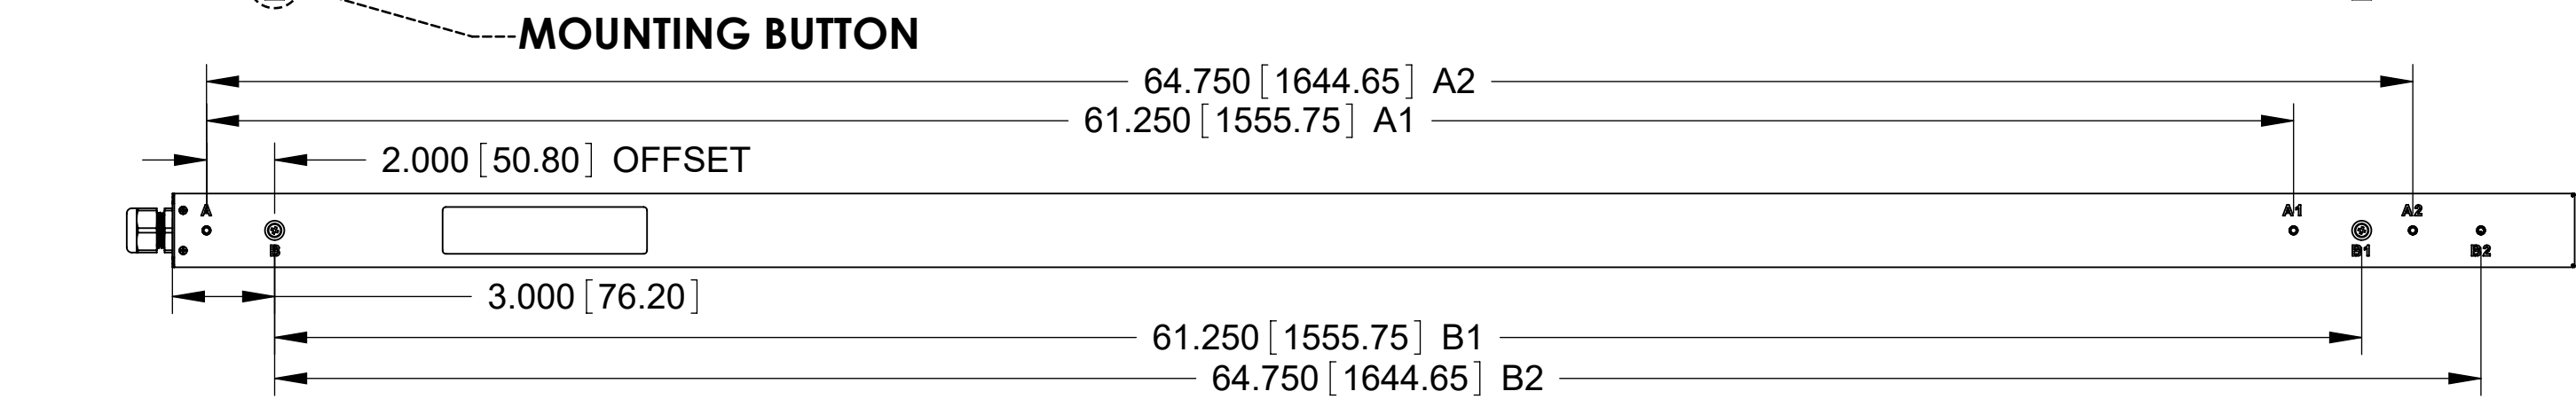 MOUNTING BUTTON
64.750 [1644.65] A2
61.250 [1555.75] A1
2.000 [50.80] OFFSET
A A1 A2
B B1 B2
3.000 [76.20]
61.250 [1555.75] B1
64.750 [1644.65] B2